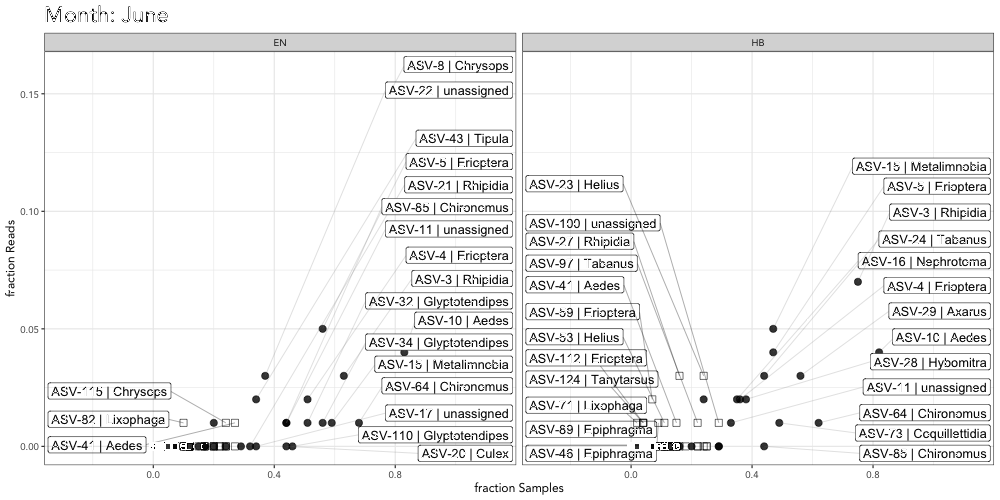 Month: June
EN
HB
fraction Reads
0.15
0.10
0.05
0.00
ASV-8 | Chrysops
ASV-22 | unassigned
ASV-43 | Tipula
ASV-5 | Erioptera
ASV-21 | Rhipidia
ASV-85 | Chironomus
ASV-11 | unassigned
ASV-4 | Erioptera
ASV-3 | Rhipidia
ASV-32 | Glyptotendipes
ASV-10 | Aedes
ASV-34 | Glyptotendipes
ASV-15 | Metalimnobia
ASV-64 | Chironomus
ASV-17 | unassigned
ASV-110 | Glyptotendipes
ASV-20 | Culex
ASV-115 | Chrysops
ASV-82 | Lixophaga
ASV-41 | Aedes
ASV-23 | Helius
ASV-100 | unassigned
ASV-27 | Rhipidia
ASV-97 | Tabanus
ASV-41 | Aedes
ASV-59 | Erioptera
ASV-53 | Helius
ASV-112 | Erioptera
ASV-124 | Tanytarsus
ASV-71 | Lixophaga
ASV-89 | Epiphragma
ASV-46 | Epiphragma
ASV-15 | Metalimnobia
ASV-5 | Erioptera
ASV-3 | Rhipidia
ASV-24 | Tabanus
ASV-16 | Nephrotoma
ASV-4 | Erioptera
ASV-29 | Axarus
ASV-10 | Aedes
ASV-28 | Hybomitra
ASV-11 | unassigned
ASV-64 | Chironomus
ASV-73 | Coquillettidia
ASV-85 | Chironomus
0.0
0.4
0.8
0.0
0.4
0.8
fraction Samples